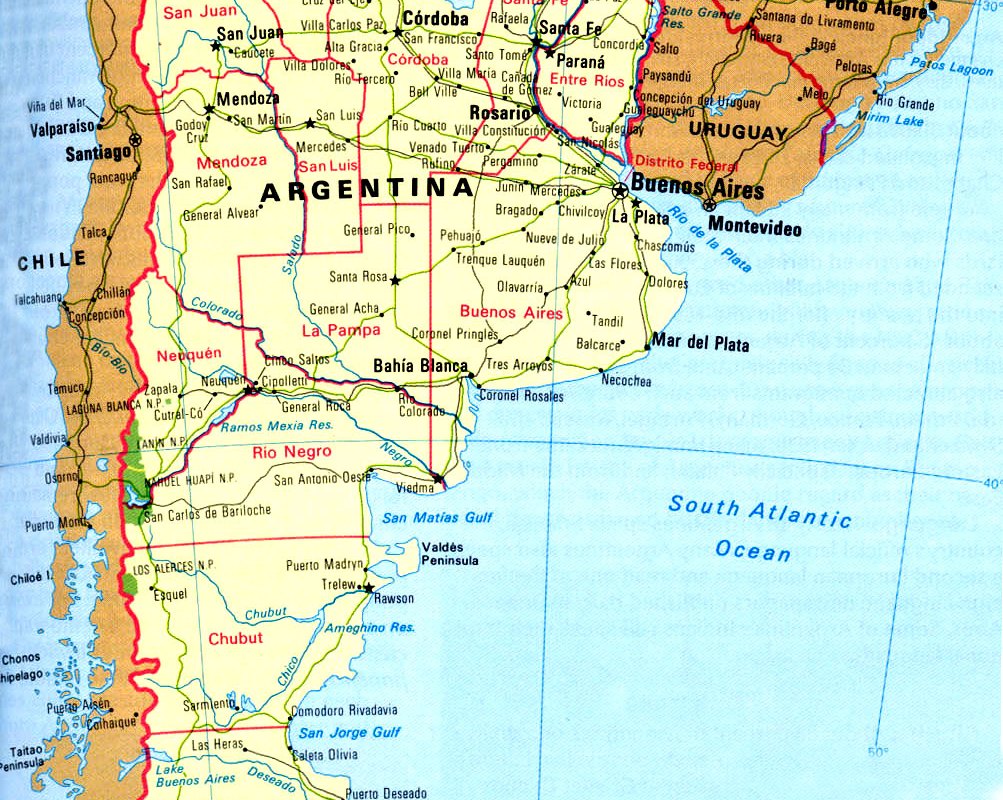 San Juan
Villa Carlos Paz
Córdoba
Rafaela
Santa Fe
Santa Fe
Salto Grande
Res.
Porto Alegre
30°
Santana do Livramento
Rivera
Bagé
San Juan
Caucete
Alta Gracia
San Francisco
Santo Tomé
Concordia
Salto
Villa Dolores
Córdoba
Paraná
Pelotas
Patos Lagoon
Río Tercero
Villa María
Cañada
de Gómez
Entre Rios
Paysandú
Bell Ville
Melo
Rio Grande
Viña del Mar
Mendoza
Rosario
Victoria
Concepción del Uruguay
Gualeguaychú
Mirim Lake
Valparaíso
Godoy
Cruz
San Martín
San Luis
Río Cuarto
Villa Constitución
Gualeguay
URUGUAY
Santiago
Mercedes
Venado Tuerto
San Nicolás
Rancagua
Mendoza
San Luis
Rufino
Pergamino
Zárate
Distrito Federal
San Rafael
ARGENTINA
Junín
Mercedes
Buenos Aires
General Alvear
Bragado
Chivilcoy
La Plata
Montevideo
Talca
General Pico
Pehuajó
Nueve de Julio
Chascomús
Río de la Plata
CHILE
Salado
Trenque Lauquén
Las Flores
Santa Rosa
Olavarría
Azul
Dolores
Talcahuano
Chillán
Concepción
Colorado
General Acha
Buenos Aires
Tandil
La Pampa
Coronel Pringles
Balcarce
Mar del Plata
Bío-Bío
Neuquén
Cinco Saltos
Bahía Blanca
Tres Arroyos
Temuco
Zapala
Neuquén
Cipolletti
Necochea
LAGUNA BLANCA N.P.
Cutral-Có
General Roca
Río
Colorado
Coronel Rosales
Valdivia
LANÍN N.P.
Ramos Mexia Res.
Negro
Rio Negro
Osorno
NAHUEL HUAPÍ N.P.
San Antonio Oeste
Viedma
40°
San Carlos de Bariloche
Puerto Montt
San Matías Gulf
South Atlantic
Ocean
Valdés
Peninsula
LOS ALERCES N.P.
Puerto Madryn
Chiloé I.
Esquel
Trelew
Rawson
Chubut
Ameghino Res.
Chubut
Chonos
Chico
Puerto Aisén
Sarmiento
Comodoro Rivadavia
Coihaique
San Jorge Gulf
Taitao
Peninsula
Las Heras
Caleta Olivia
50°
Lake
Buenos Aires
Deseado
Puerto Deseado